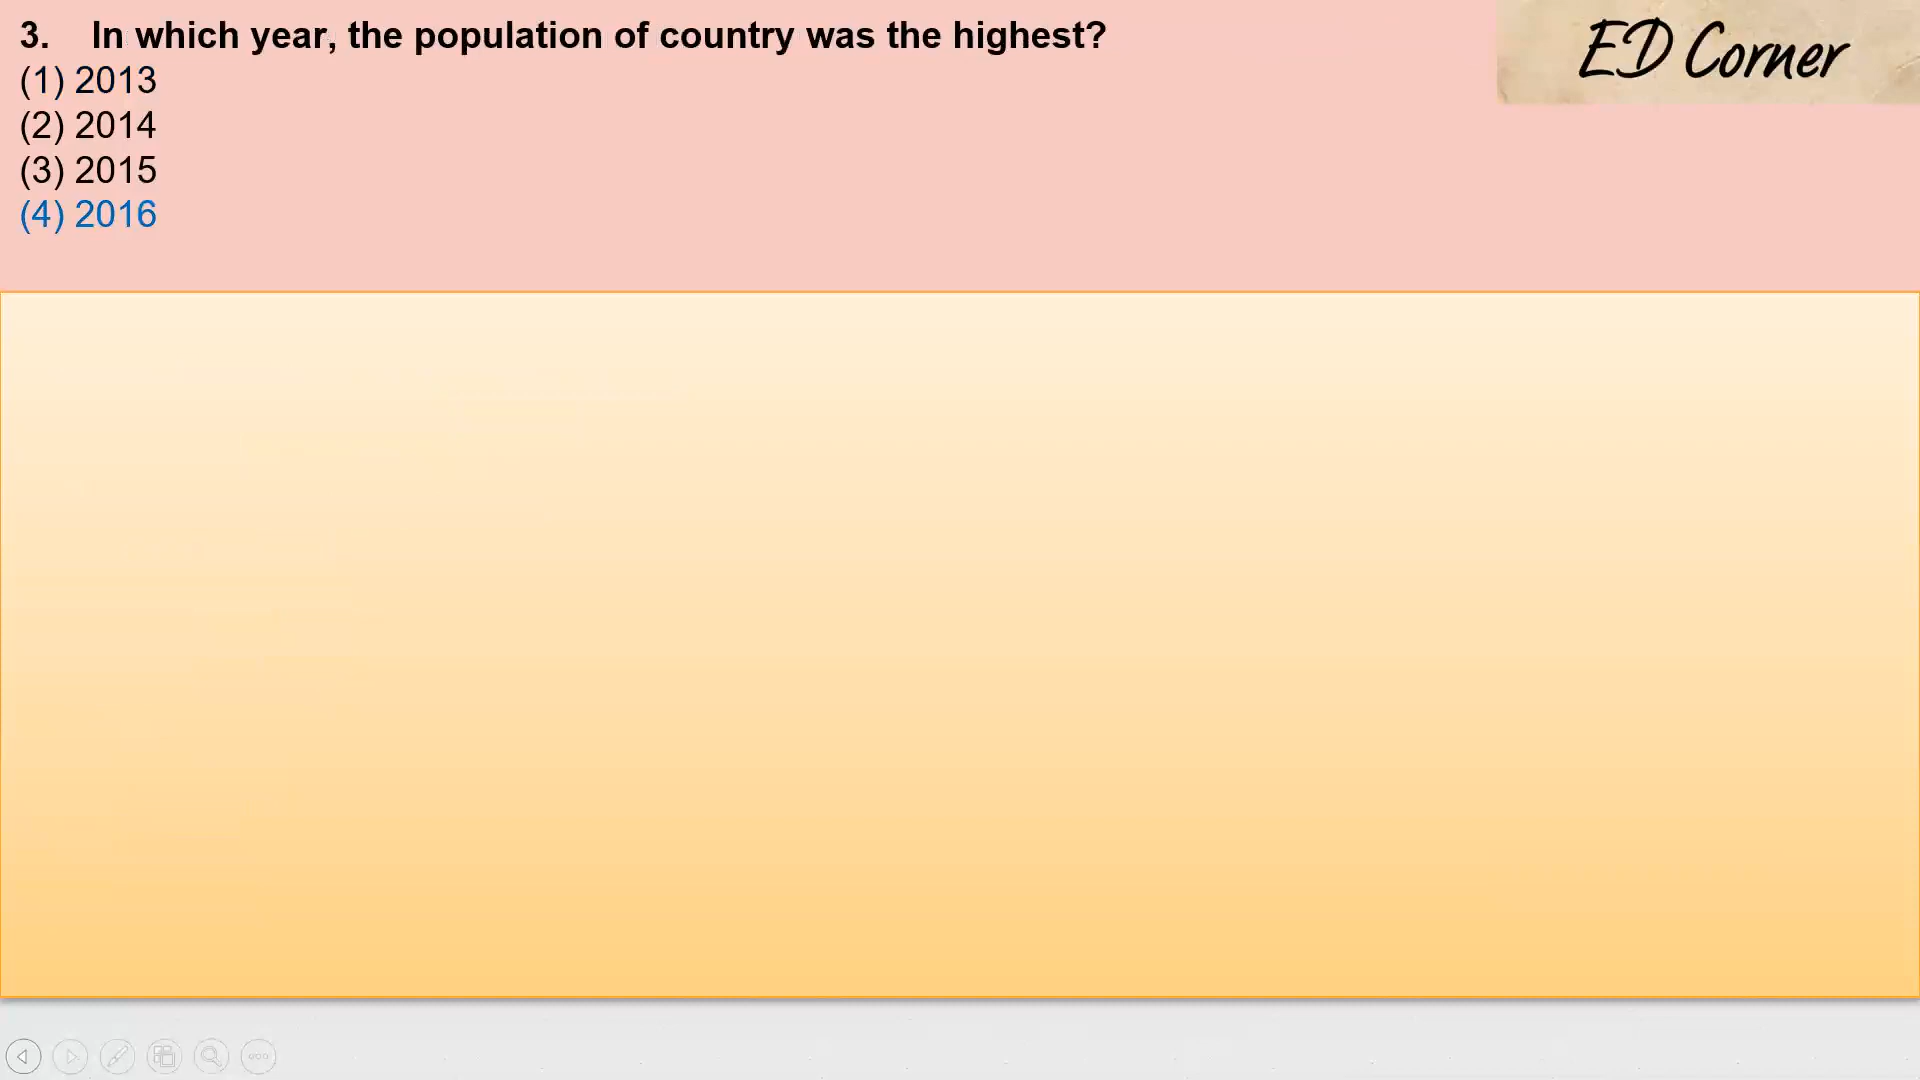 3. In which year, the population of country was the highest?
(1) 2013
(2) 2014
(3) 2015
(4) 2016
ED Corner